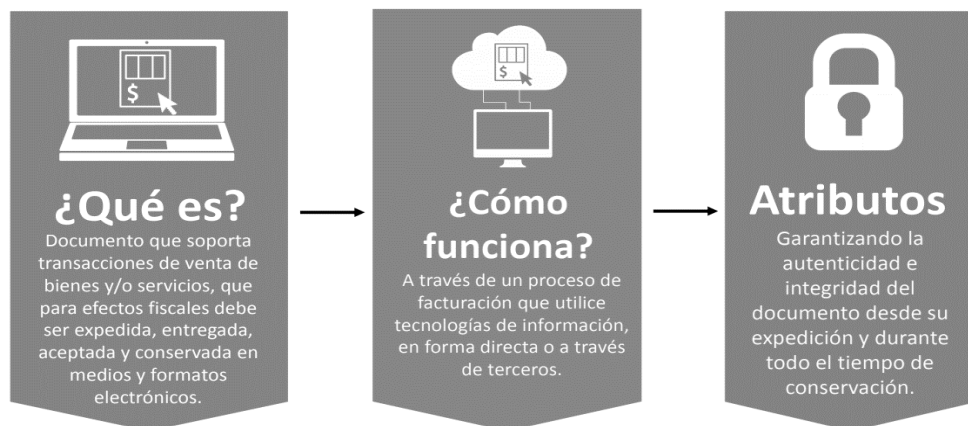 $
¿Qué es?
Documento que soporta
transacciones de venta de
bienes y/o servicios, que
para efectos fiscales debe
ser expedida, entregada,
aceptada y conservada en
medios y formatos
electrónicos.
$
¿Cómo
funciona?
A través de un proceso de
facturación que utilice
tecnologías de información,
en forma directa o a través
de terceros.
Atributos
Garantizando la
autenticidad e
integridad del
documento desde su
expedición y durante
todo el tiempo de
conservación.